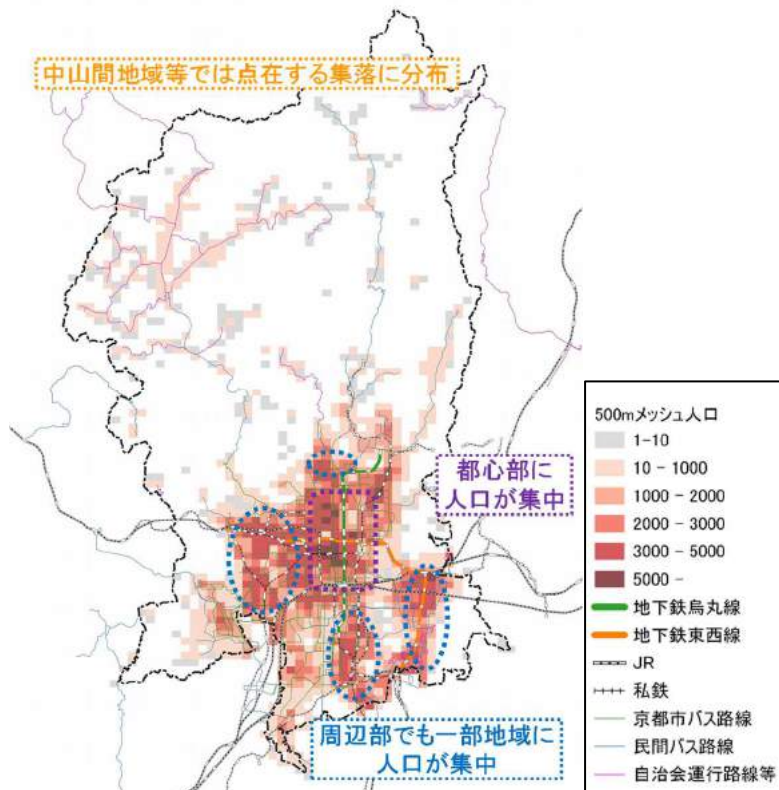 中山間地域等では点在する集落に分布
都心部に
人口が集中
周辺部でも一部地域に
人口が集中
500mメッシュ人口
1-10
10 - 1000
1000 - 2000
2000 - 3000
3000 - 5000
5000 -
地下鉄烏丸線
地下鉄東西線
JR
私鉄
京都市バス路線
民間バス路線
自治会運行路線等